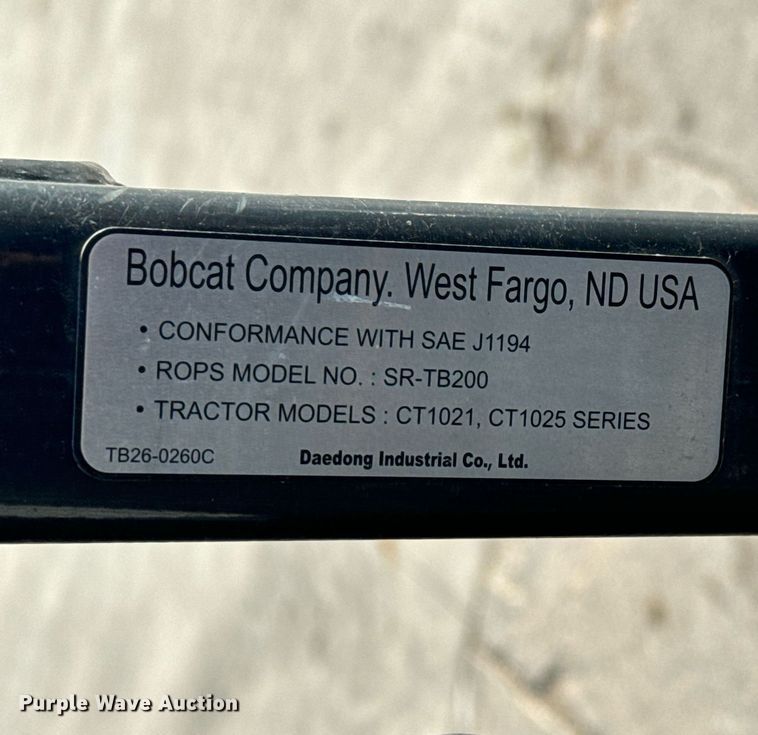 Bobcat Company. West Fargo, ND USA
• CONFORMANCE WITH SAE J1194
• ROPS MODEL NO. : SR-TB200
• TRACTOR MODELS : CT1021, CT1025 SERIES
TB26-0260C Daedong Industrial Co., Ltd.
Purple Wave Auction